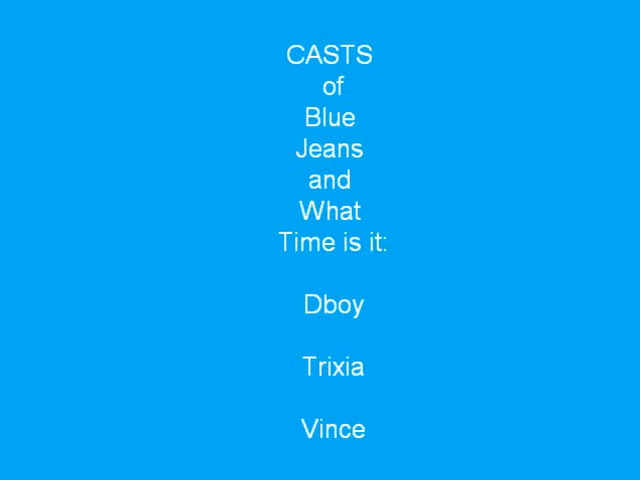 CASTS
of
Blue
Jeans
and
What
Time is it:
Dboy
Trixia
Vince